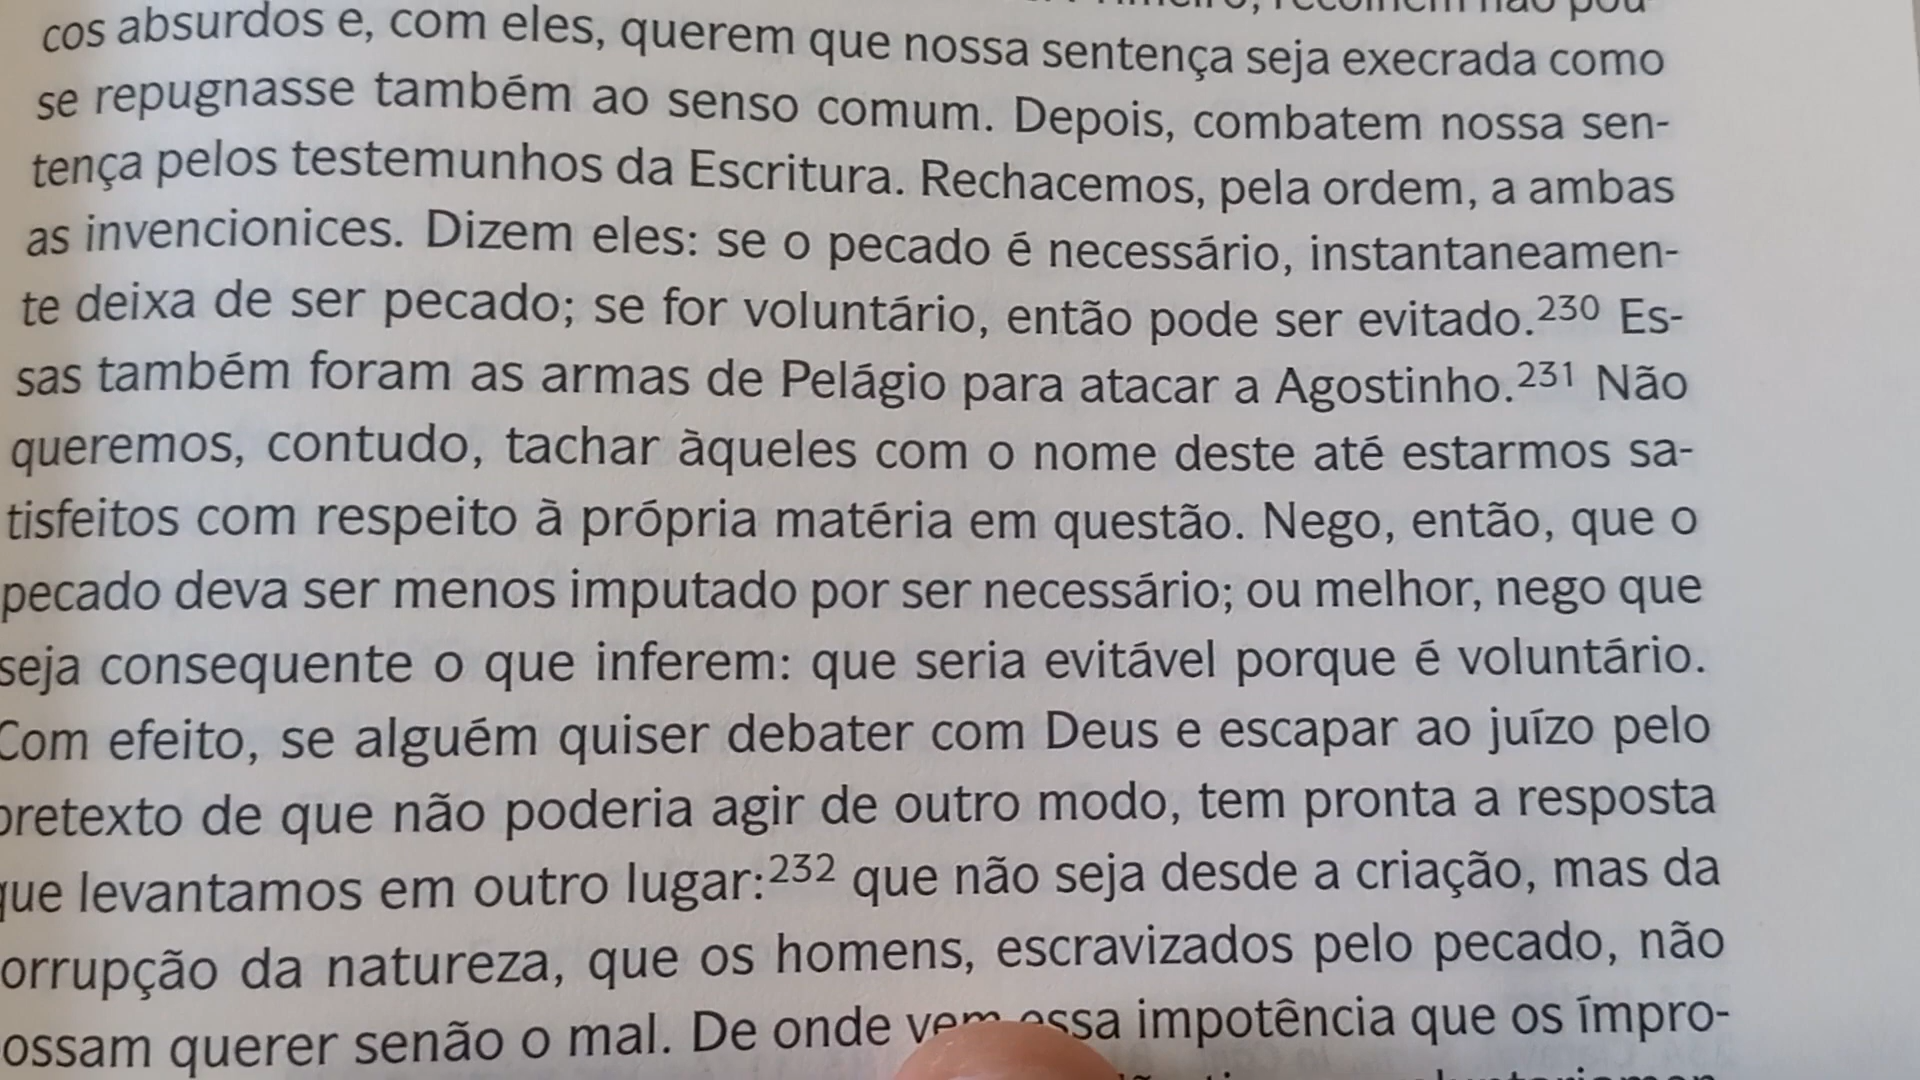 recolhem não pou-
cos absurdos e, com eles, querem que nossa sentença seja execrada como
se repugnasse também ao senso comum. Depois, combatem nossa sen-
tença pelos testemunhos da Escritura. Rechacemos, pela ordem, a ambas
as invencionices. Dizem eles: se o pecado é necessário, instantaneamen-
te deixa de ser pecado; se for voluntário, então pode ser evitado.230 Es-
sas também foram as armas de Pelágio para atacar a Agostinho.231 Não
queremos, contudo, tachar àqueles com o nome deste até estarmos sa-
tisfeitos com respeito à própria matéria em questão. Nego, então, que o
pecado deva ser menos imputado por ser necessário; ou melhor, nego que
seja consequente o que inferem: que seria evitável porque é voluntário.
Com efeito, se alguém quiser debater com Deus e escapar ao juízo pelo
pretexto de que não poderia agir de outro modo, tem pronta a resposta
que levantamos em outro lugar:232 que não seja desde a criação, mas da
orrupção da natureza, que os homens, escravizados pelo pecado, não
ossam querer senão o mal. De onde vem essa impotência que os ímpro-